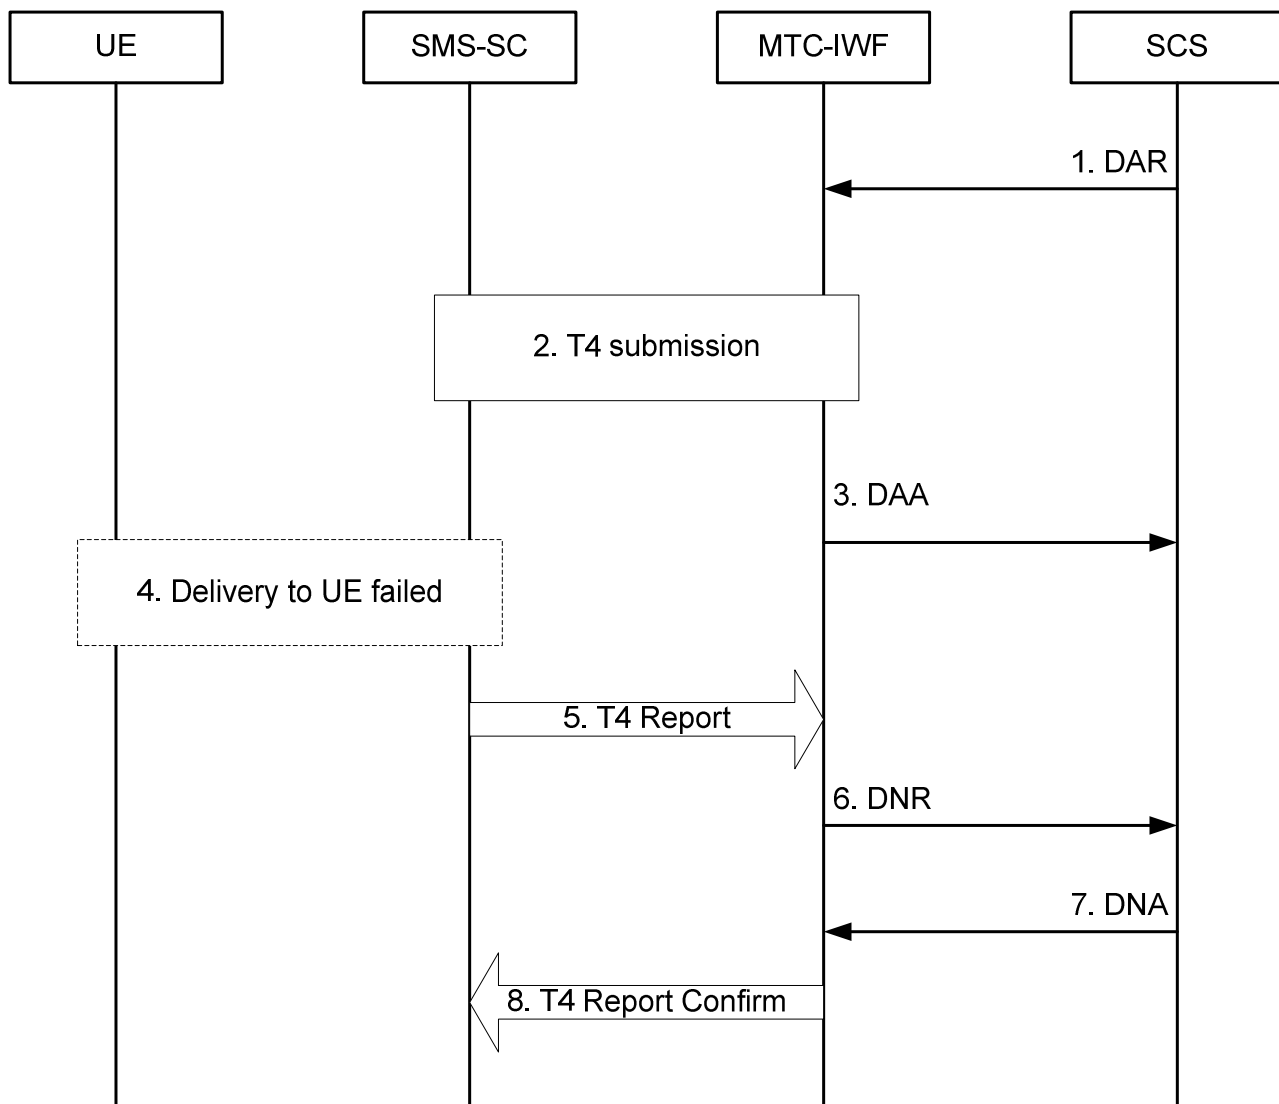 UE
SMS-SC
MTC-IWF
SCS
1. DAR
2. T4 submission
3. DAA
4. Delivery to UE failed
5. T4 Report
6. DNR
7. DNA
8. T4 Report Confirm